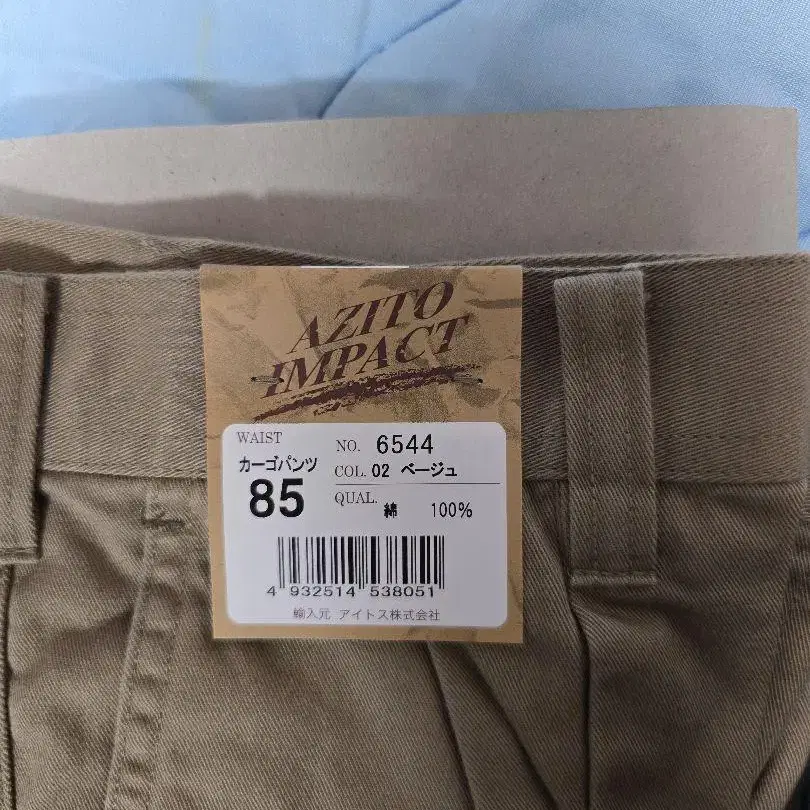 AZITO
IMPACT
WAIST
カーゴパンツ
85
NO. 6544
COL. 02 ベージュ
QUAL. 綿 100%
4 932514 538051
輸入元 アイトス株式会社